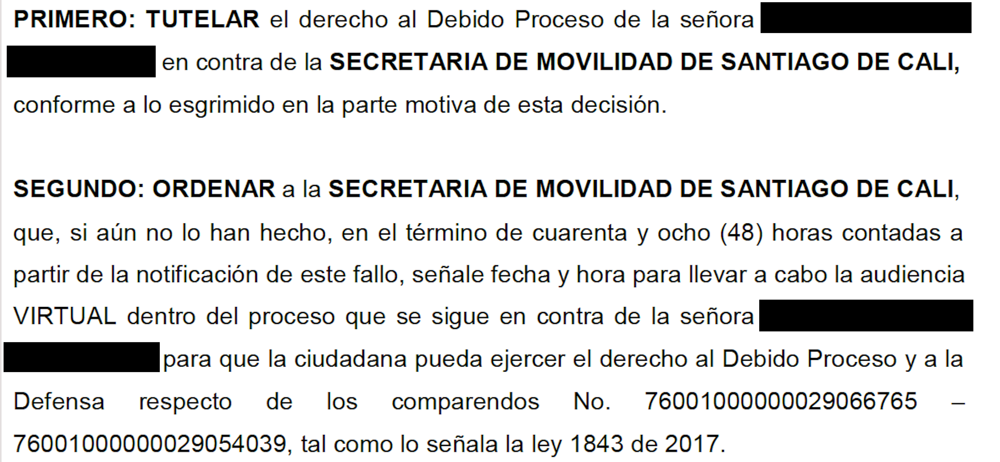 PRIMERO: TUTELAR el derecho al Debido Proceso de la señora
en contra de la SECRETARIA DE MOVILIDAD DE SANTIAGO DE CALI,
conforme a lo esgrimido en la parte motiva de esta decisión.
SEGUNDO: ORDENAR a la SECRETARIA DE MOVILIDAD DE SANTIAGO DE CALI,
que, si aún no lo han hecho, en el término de cuarenta y ocho (48) horas contadas a
partir de la notificación de este fallo, señale fecha y hora para llevar a cabo la audiencia
VIRTUAL dentro del proceso que se sigue en contra de la señora
para que la ciudadana pueda ejercer el derecho al Debido Proceso y a la
Defensa respecto de los comparendos No. 76001000000029066765 –
76001000000029054039, tal como lo señala la ley 1843 de 2017.